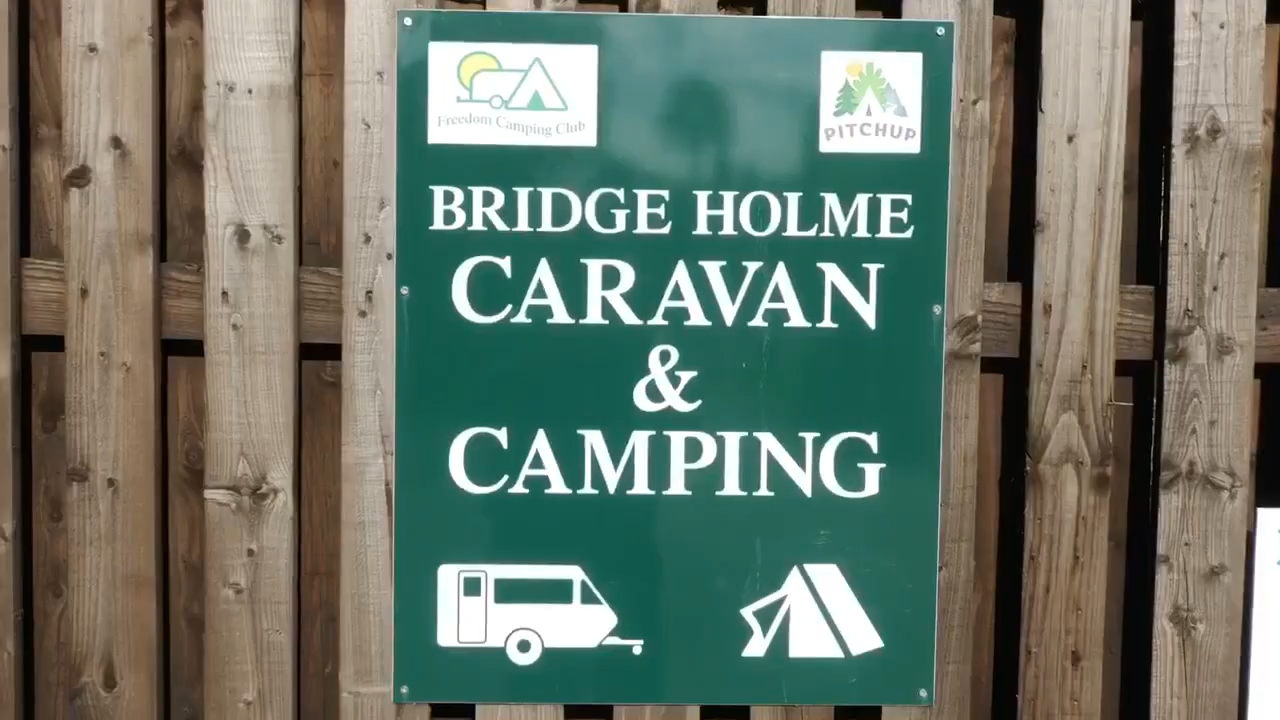 Freedom Camping Club
PITCHUP
BRIDGE HOLME
CARAVAN
&
CAMPING